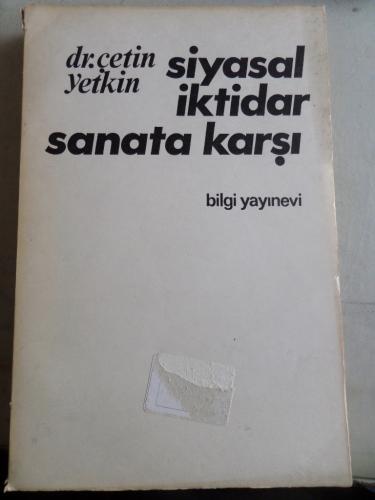 dr. çetin yetkin
siyasal
iktidar
sanata karşı
bilgi yayınevi